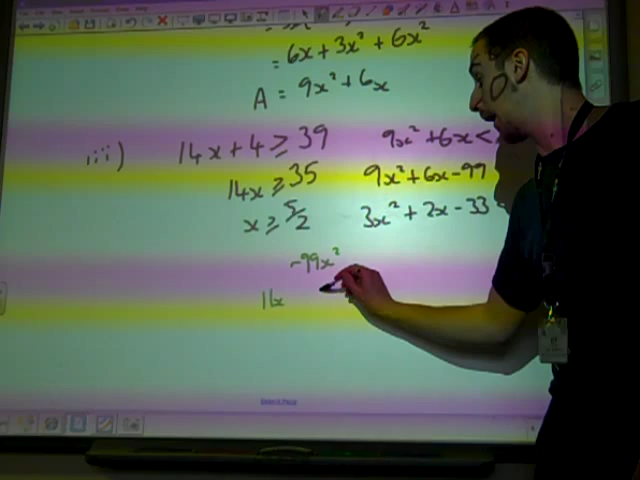 = 6x + 3x² + 6x²
A = 9x² + 6x
iii) 14x + 4 ≥ 39 9x² + 6x <
14x ≥ 35 9x² + 6x - 99
x ≥ 5/2 3x² + 2x - 33
-99x²